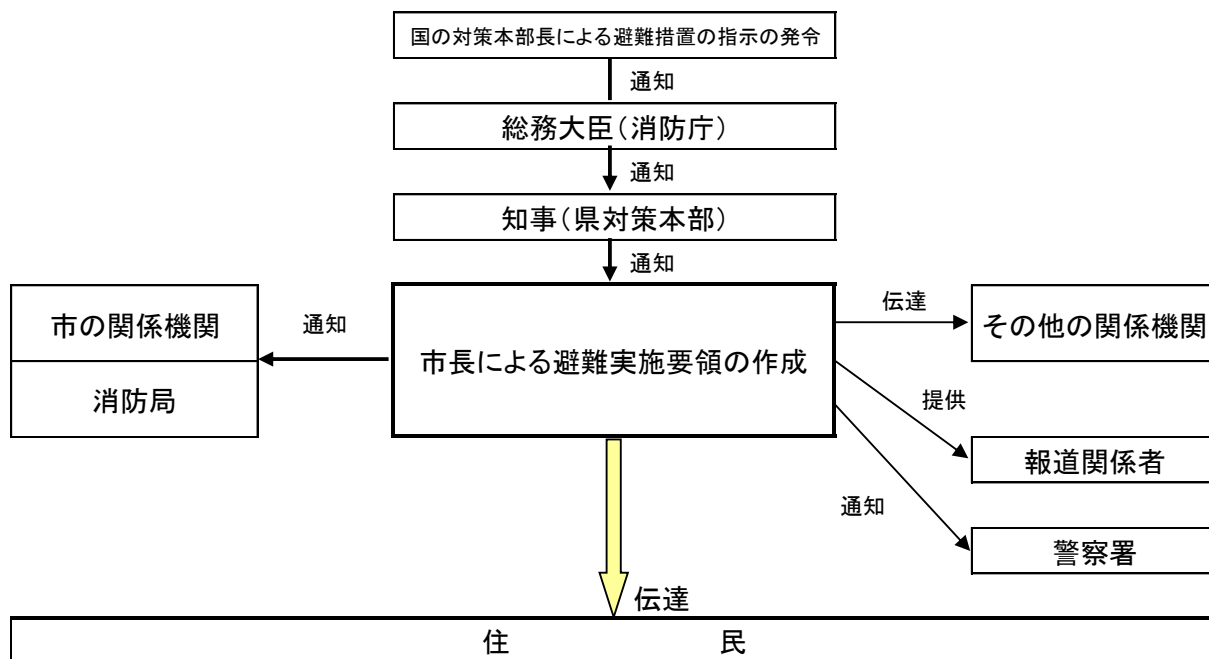 国の対策本部長による避難措置の指示の発令
通知
総務大臣（消防庁）
通知
知事（県対策本部）
通知
市の関係機関
消防局
通知
市長による避難実施要領の作成
伝達
その他の関係機関
提供
報道関係者
通知
警察署
伝達
住　民